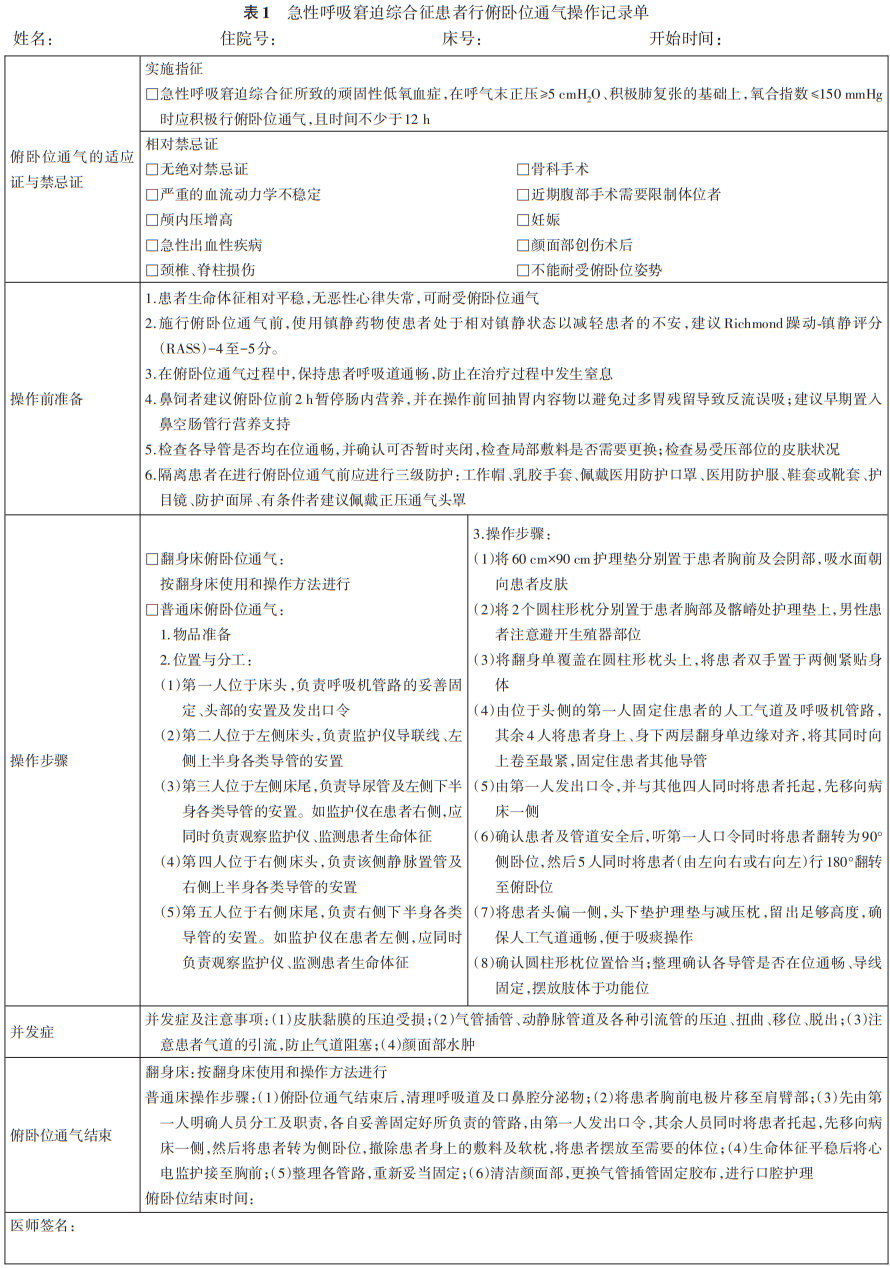 表1 急性呼吸窘迫综合征患者行俯卧位通气操作记录单
姓名： 住院号： 床号： 开始时间：
俯卧位通气的适应
证与禁忌证
实施指征
□急性呼吸窘迫综合征所致的顽固性低氧血症，在呼气末正压≥5 cmH₂O、积极肺复张的基础上，氧合指数≤150 mmHg
时应积极行俯卧位通气，且时间不少于12 h
相对禁忌证
□无绝对禁忌证 □骨科手术
□严重的血流动力学不稳定 □近期腹部手术需要限制体位者
□颅内压增高 □妊娠
□急性出血性疾病 □颜面部创伤术后
□颈椎、脊柱损伤 □不能耐受俯卧位姿势
操作前准备
1.患者生命体征相对平稳，无恶性心律失常，可耐受俯卧位通气
2.施行俯卧位通气前，使用镇静药物使患者处于相对镇静状态以减轻患者的不安，建议Richmond躁动-镇静评分
（RASS）-4至-5分。
3.在俯卧位通气过程中，保持患者呼吸道通畅，防止在治疗过程中发生窒息
4.鼻饲者建议俯卧位前2 h暂停肠内营养，并在操作前回抽胃内容物以避免过多胃残留导致反流误吸；建议早期置入
鼻空肠管行营养支持
5.检查各导管是否均在位通畅，并确认可否暂时夹闭，检查局部敷料是否需要更换；检查易受压部位的皮肤状况
6.隔离患者在进行俯卧位通气前应进行三级防护：工作帽、乳胶手套、佩戴医用防护口罩、医用防护服、鞋套或靴套、护
目镜、防护面屏、有条件者建议佩戴正压通气头罩
操作步骤
□翻身床俯卧位通气：
按翻身床使用和操作方法进行
□普通床俯卧位通气：
1.物品准备
2.位置与分工：
（1）第一人位于床头，负责呼吸机管路的妥善固
定、头部的安置及发出口令
（2）第二人位于左侧床头，负责监护仪导联线、左
侧上半身各类导管的安置
（3）第三人位于左侧床尾，负责导尿管及左侧下半
身各类导管的安置。如监护仪在患者右侧，应
同时负责观察监护仪、监测患者生命体征
（4）第四人位于右侧床头，负责该侧静脉置管及
右侧上半身各类导管的安置
（5）第五人位于右侧床尾，负责右侧下半身各类
导管的安置。如监护仪在患者左侧，应同时
负责观察监护仪、监测患者生命体征
3.操作步骤：
（1）将60 cm×90 cm护理垫分别置于患者胸前及会阴部，吸水面朝
向患者皮肤
（2）将2个圆柱形枕分别置于患者胸部及髂嵴处护理垫上，男性患
者注意避开生殖器部位
（3）将翻身单覆盖在圆柱形枕头上，将患者双手置于两侧紧贴身
体
（4）由位于头侧的第一人固定住患者的人工气道及呼吸机管路，
其余4人将患者身上、身下两层翻身单边缘对齐，将其同时向
上卷至最紧，固定住患者其他导管
（5）由第一人发出口令，并与其他四人同时将患者托起，先移向病
床一侧
（6）确认患者及管道安全后，听第一人口令同时将患者翻转为90°
侧卧位，然后5人同时将患者（由左向右或右向左）行180°翻转
至俯卧位
（7）将患者头偏一侧，头下垫护理垫与减压枕，留出足够高度，确
保人工气道通畅，便于吸痰操作
（8）确认圆柱形枕位置恰当；整理确认各导管是否在位通畅、导线
固定，摆放肢体于功能位
并发症
并发症及注意事项：（1）皮肤黏膜的压迫受损；（2）气管插管、动静脉管道及各种引流管的压迫、扭曲、移位、脱出；（3）注
意患者气道的引流，防止气道阻塞；（4）颜面部水肿
俯卧位通气结束
翻身床：按翻身床使用和操作方法进行
普通床操作步骤：（1）俯卧位通气结束后，清理呼吸道及口鼻腔分泌物；（2）将患者胸前电极片移至肩臂部；（3）先由第
一人明确人员分工及职责，各自妥善固定好所负责的管路，由第一人发出口令，其余人员同时将患者托起，先移向病
床一侧，然后将患者转为侧卧位，撤除患者身上的敷料及软枕，将患者摆放至需要的体位；（4）生命体征平稳后将心
电监护接至胸前；（5）整理各管路，重新妥当固定；（6）清洁颜面部，更换气管插管固定胶布，进行口腔护理
俯卧位结束时间：
医师签名：